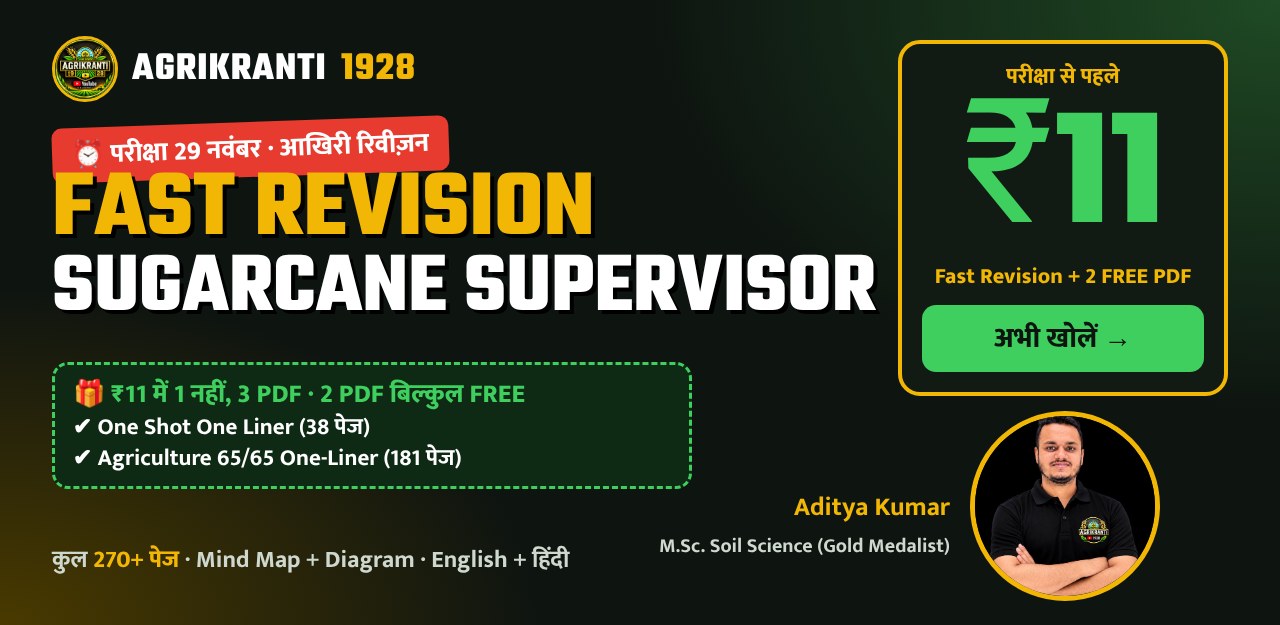 AGRIKRANTI 1928
AGRIKRANTI
YouTube
परीक्षा 29 नवंबर · आखिरी रिवीज़न
FAST REVISION
SUGARCANE SUPERVISOR
₹11 में 1 नहीं, 3 PDF · 2 PDF बिल्कुल FREE
✔ One Shot One Liner (38 पेज)
✔ Agriculture 65/65 One-Liner (181 पेज)
कुल 270+ पेज · Mind Map + Diagram · English + हिंदी
परीक्षा से पहले
₹11
Fast Revision + 2 FREE PDF
अभी खोलें →
Aditya Kumar
M.Sc. Soil Science (Gold Medalist)